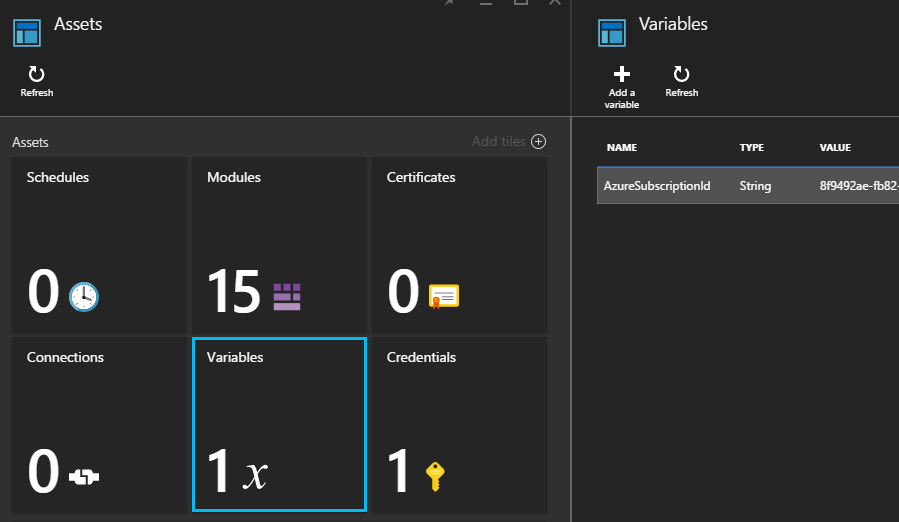 Assets
Refresh
Assets
Add tiles
Schedules
0
Modules
15
Certificates
0
Connections
0
Variables
1 x
Credentials
1
Variables
Add a
variable
Refresh
NAME TYPE VALUE
AzureSubscriptionId String 8f9492ae-fb82-